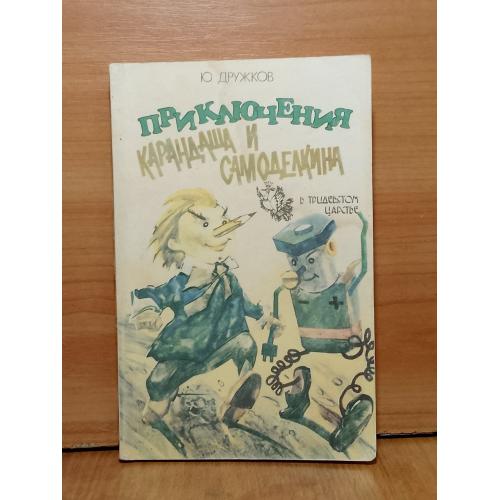 Ю ДРУЖКОВ
ПРИКЛЮЧЕНИЯ
КАРАНДАША И
САМОДЕЛКИНА
в ТРИДЕВЯТОМ
ЦАРСТВЕ
− +